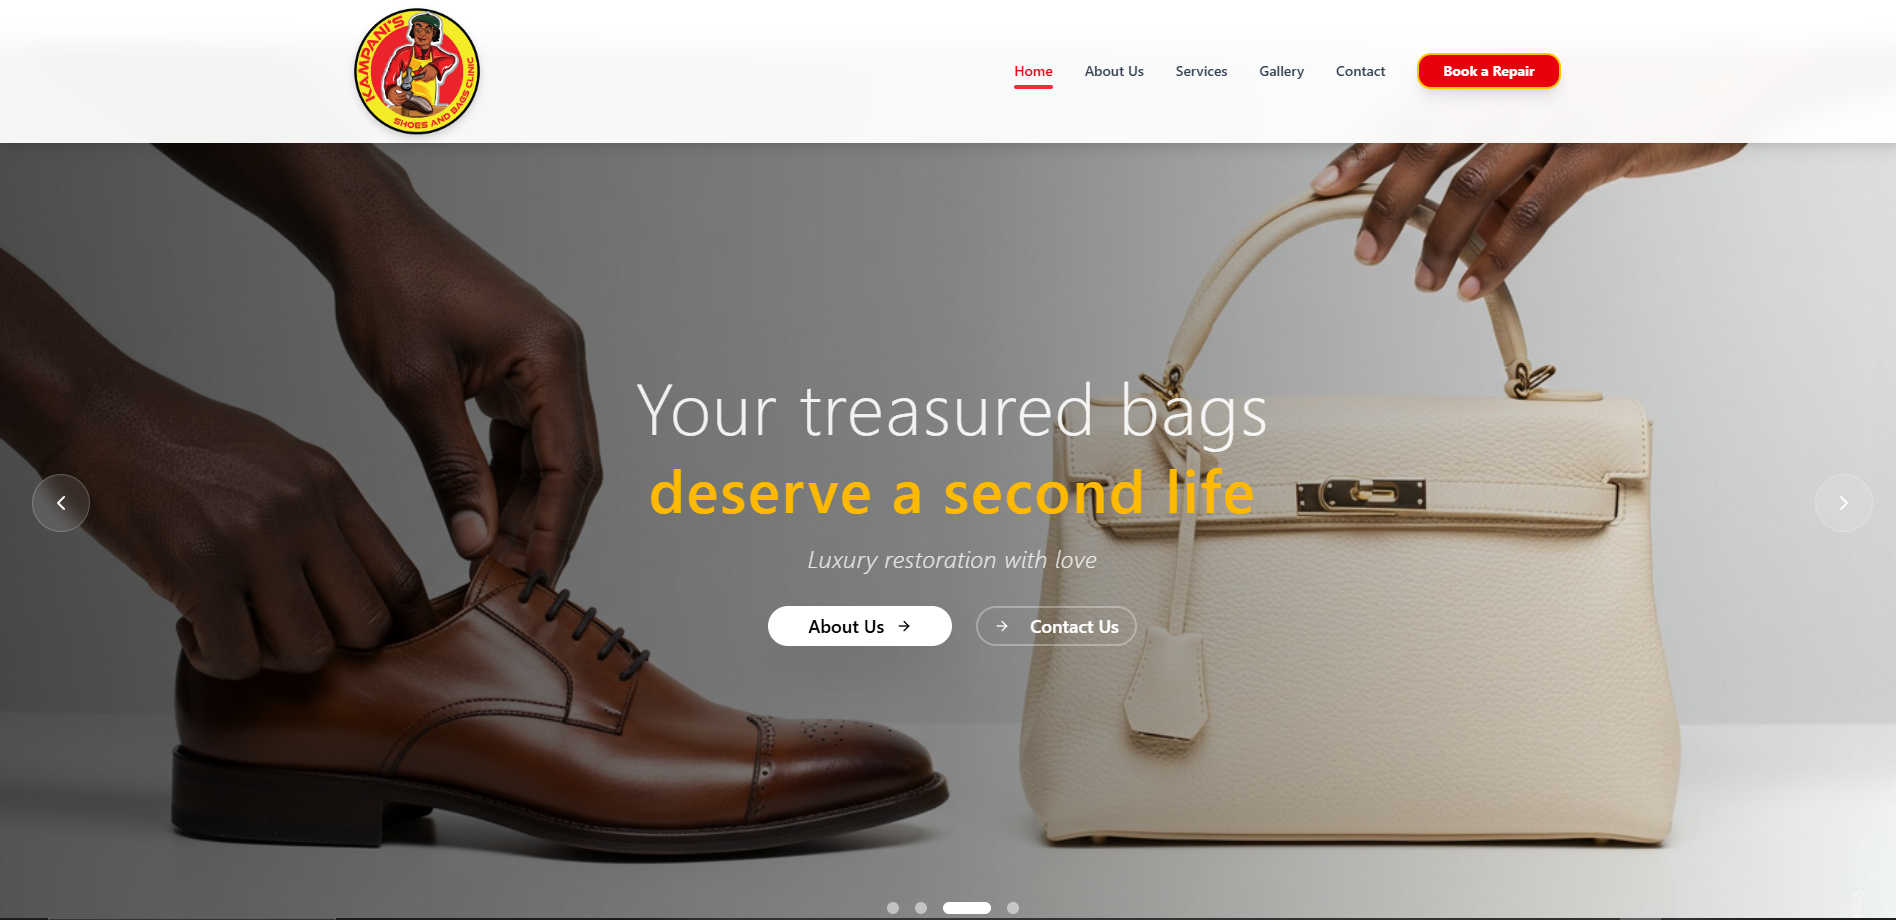 KAMPANI'S
SHOES AND BAGS CLINIC
Home
About Us
Services
Gallery
Contact
Book a Repair
Your treasured bags
deserve a second life
Luxury restoration with love
About Us →
→ Contact Us